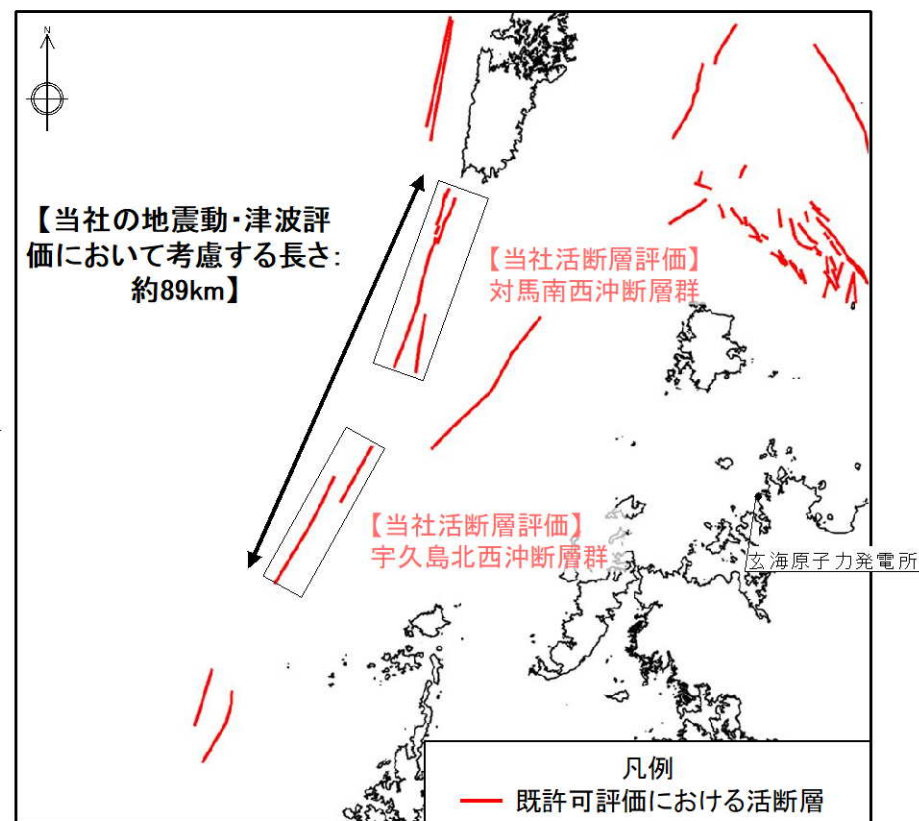 N
【当社の地震動・津波評
価において考慮する長さ:
約89km】
【当社活断層評価】
対馬南西沖断層群
【当社活断層評価】
宇久島北西沖断層群
玄海原子力発電所
凡例
既許可評価における活断層